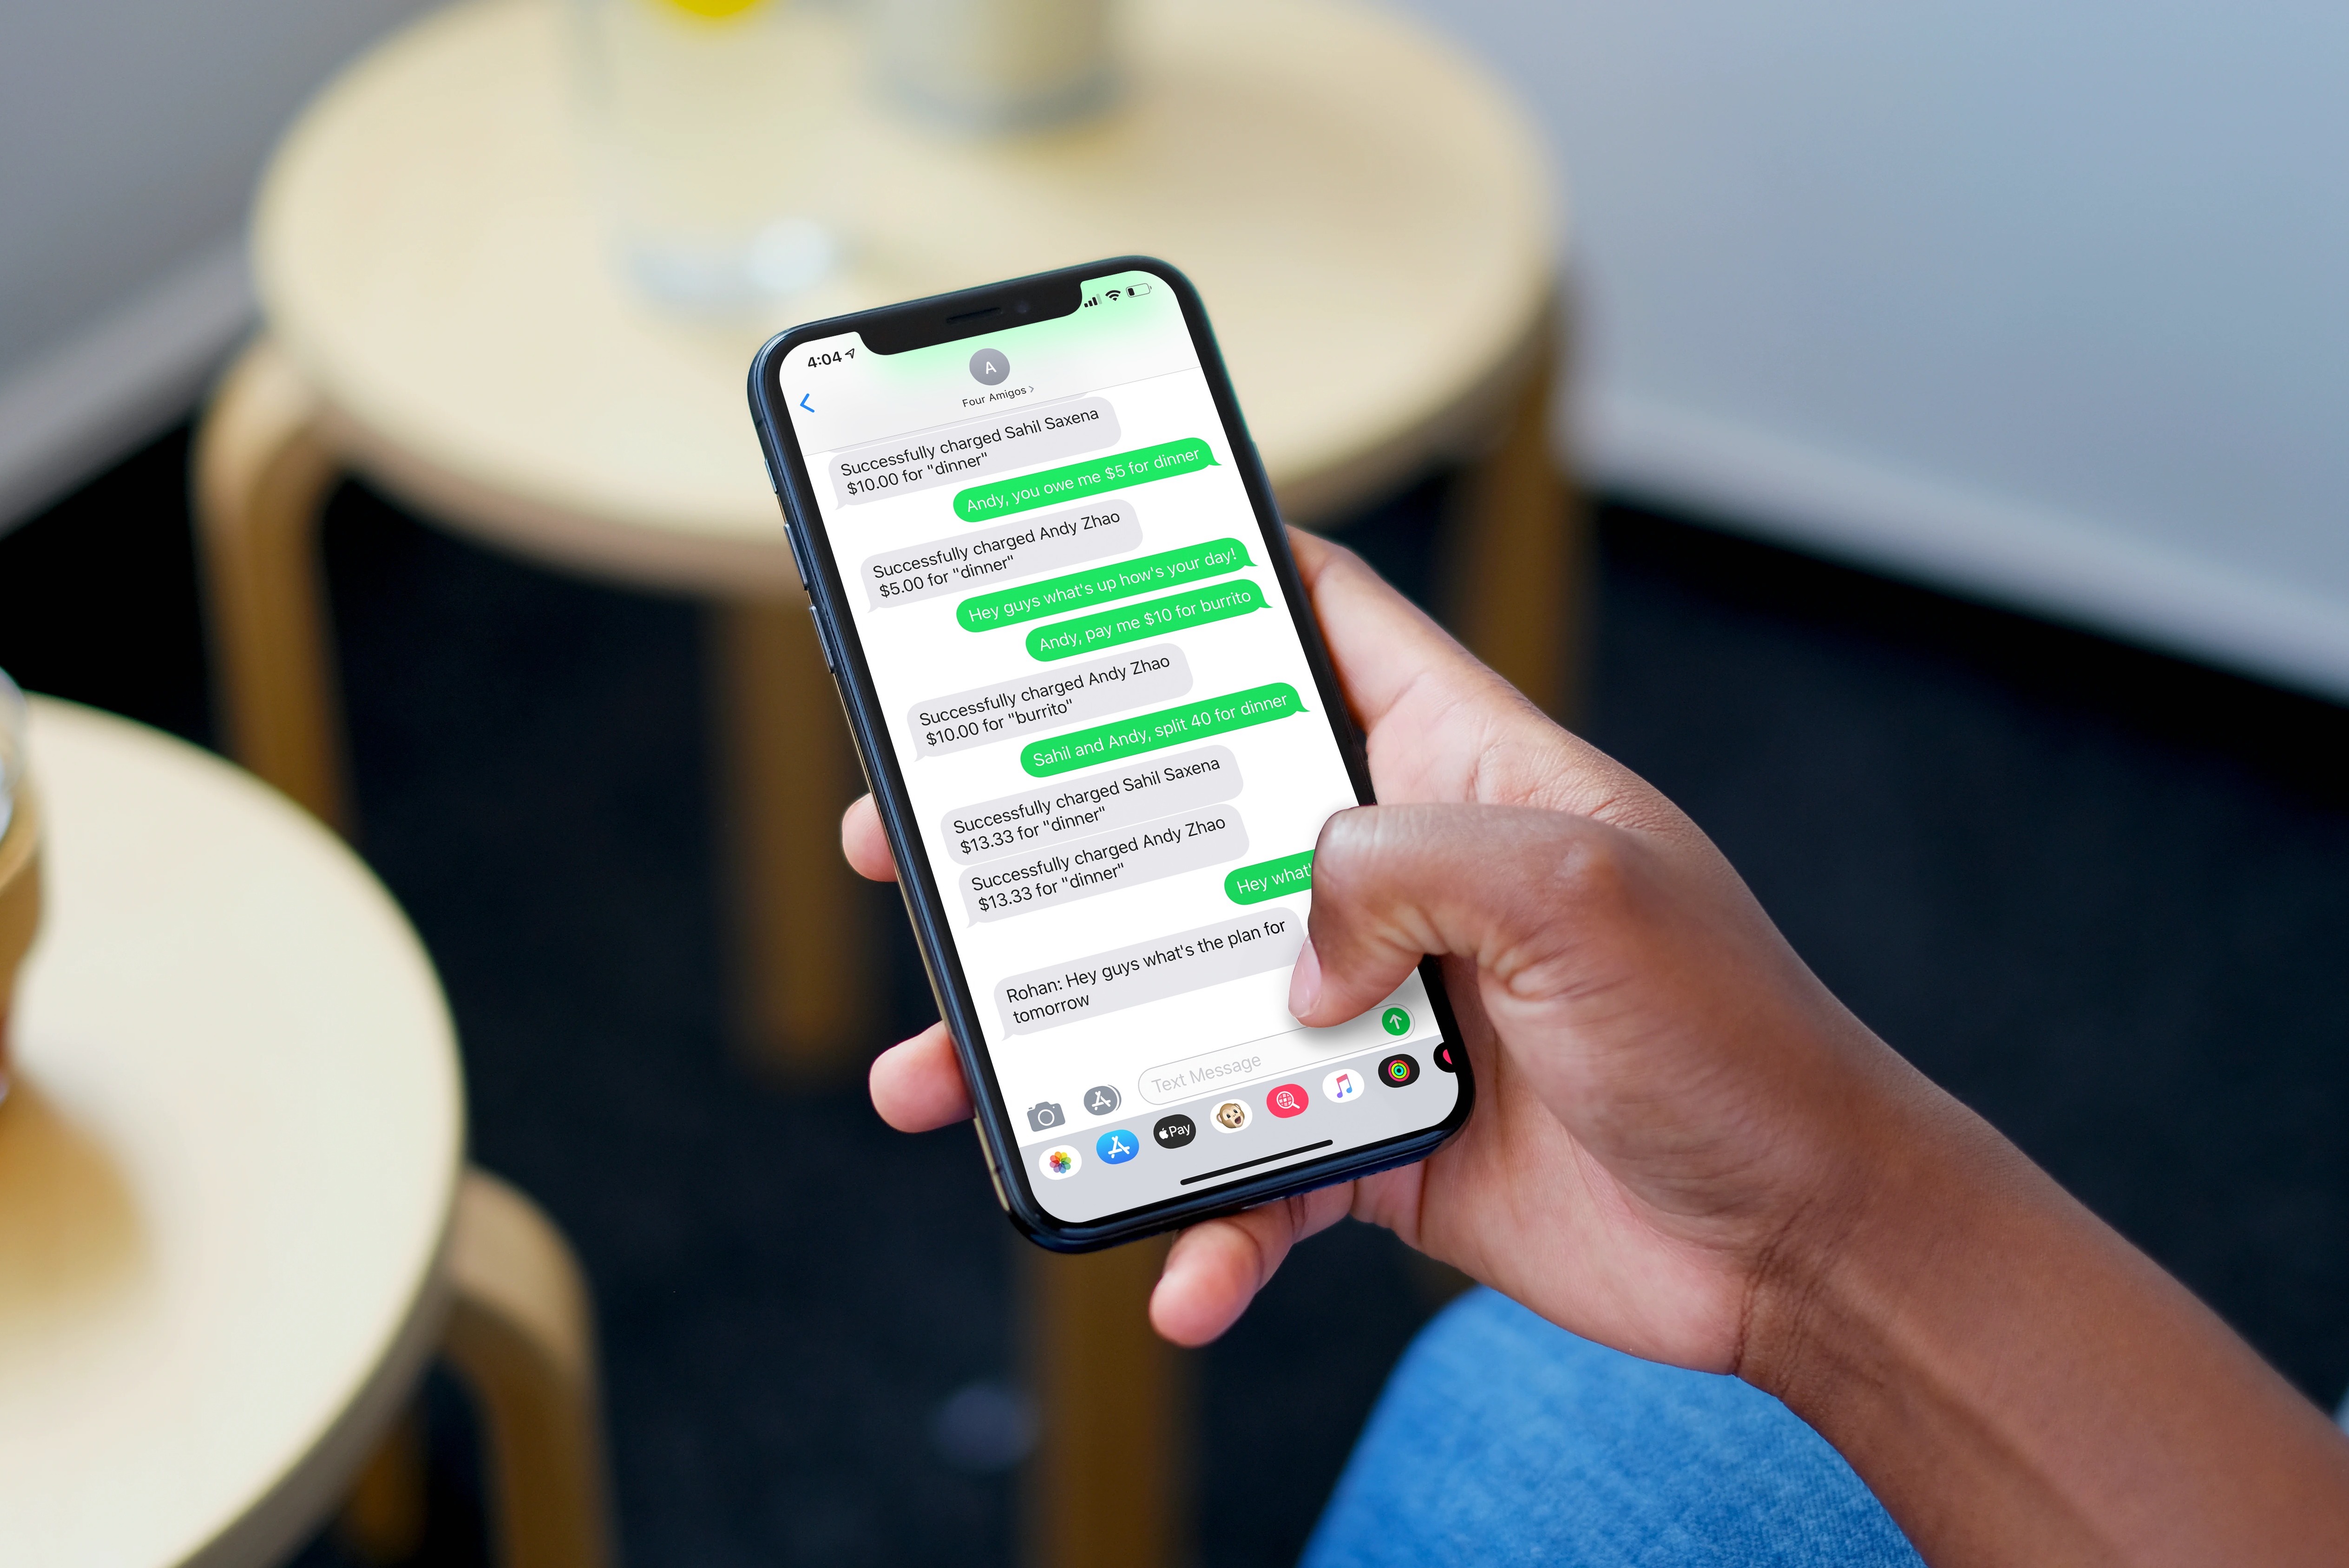 4:04
A
Four Amigos
Successfully charged Sahil Saxena
$10.00 for "dinner"
Andy, you owe me $5 for dinner
Successfully charged Andy Zhao
$5.00 for "dinner"
Hey guys what's up how's your day!
Andy, pay me $10 for burrito
Successfully charged Andy Zhao
$10.00 for "burrito"
Sahil and Andy, split 40 for dinner
Successfully charged Sahil Saxena
$13.33 for "dinner"
Successfully charged Andy Zhao
$13.33 for "dinner"
Hey what'
Rohan: Hey guys what's the plan for
tomorrow
Text Message
Pay